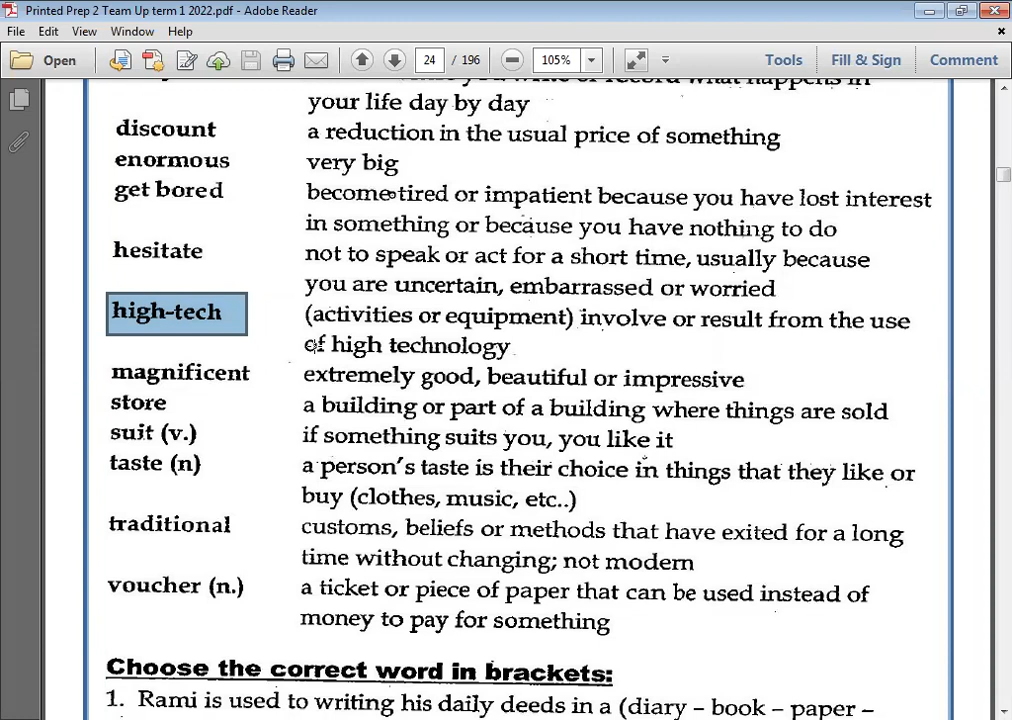 Printed Prep 2 Team Up term 1 2022.pdf - Adobe Reader
File Edit View Window Help
Open 24 / 196 105% Tools Fill & Sign Comment
you write or record what happens in
your life day by day
discount a reduction in the usual price of something
enormous very big
get bored become tired or impatient because you have lost interest
in something or because you have nothing to do
hesitate not to speak or act for a short time, usually because
you are uncertain, embarrassed or worried
high-tech (activities or equipment) involve or result from the use
of high technology
magnificent extremely good, beautiful or impressive
store a building or part of a building where things are sold
suit (v.) if something suits you, you like it
taste (n) a person's taste is their choice in things that they like or
buy (clothes, music, etc..)
traditional customs, beliefs or methods that have exited for a long
time without changing; not modern
voucher (n.) a ticket or piece of paper that can be used instead of
money to pay for something
Choose the correct word in brackets:
1. Rami is used to writing his daily deeds in a (diary – book – paper –